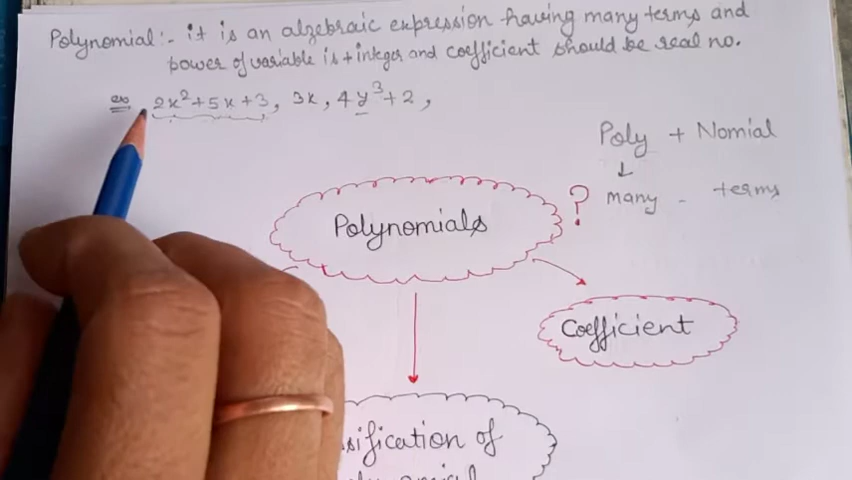 Polynomial:- it is an algebraic expression having many terms and
power of variable is + integer and coefficient should be real no.
ex 2x²+5x+3, 3x, 4y³+2,
Poly + Nomial
↓
many - terms
Polynomials ?
Coefficient
sification of